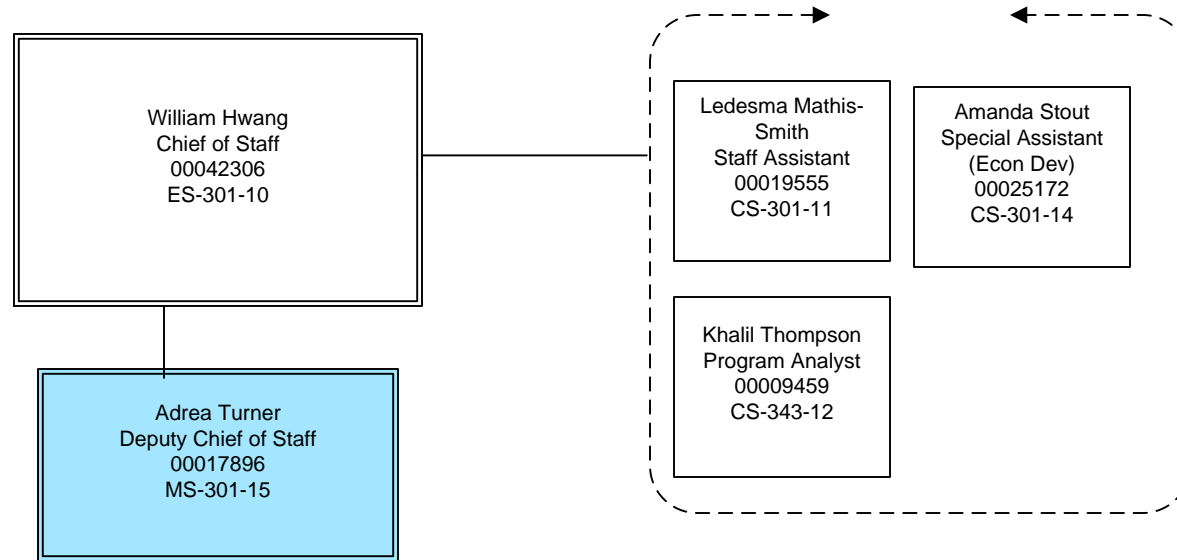 William Hwang
Chief of Staff
00042306
ES-301-10
Ledesma Mathis-
Smith
Staff Assistant
00019555
CS-301-11
Amanda Stout
Special Assistant
(Econ Dev)
00025172
CS-301-14
Khalil Thompson
Program Analyst
00009459
CS-343-12
Adrea Turner
Deputy Chief of Staff
00017896
MS-301-15